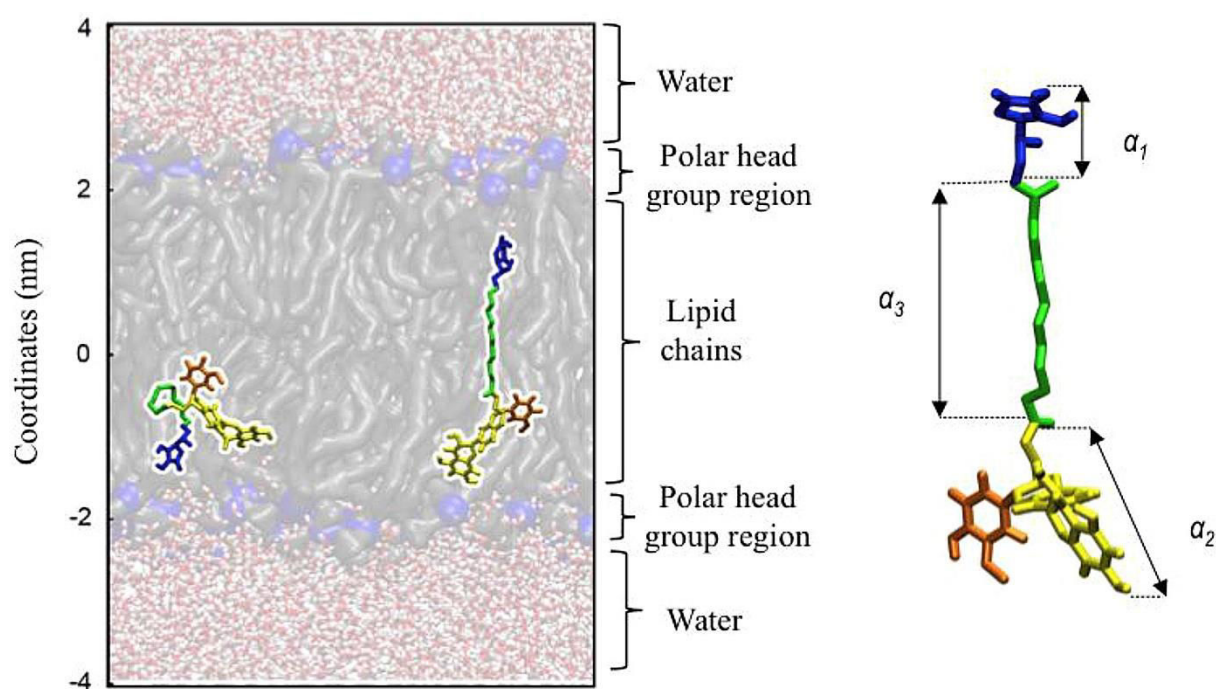 Coordinates (nm)
4
2
0
-2
-4
Water
Polar head
group region
Lipid
chains
Polar head
group region
Water
α1
α3
α2